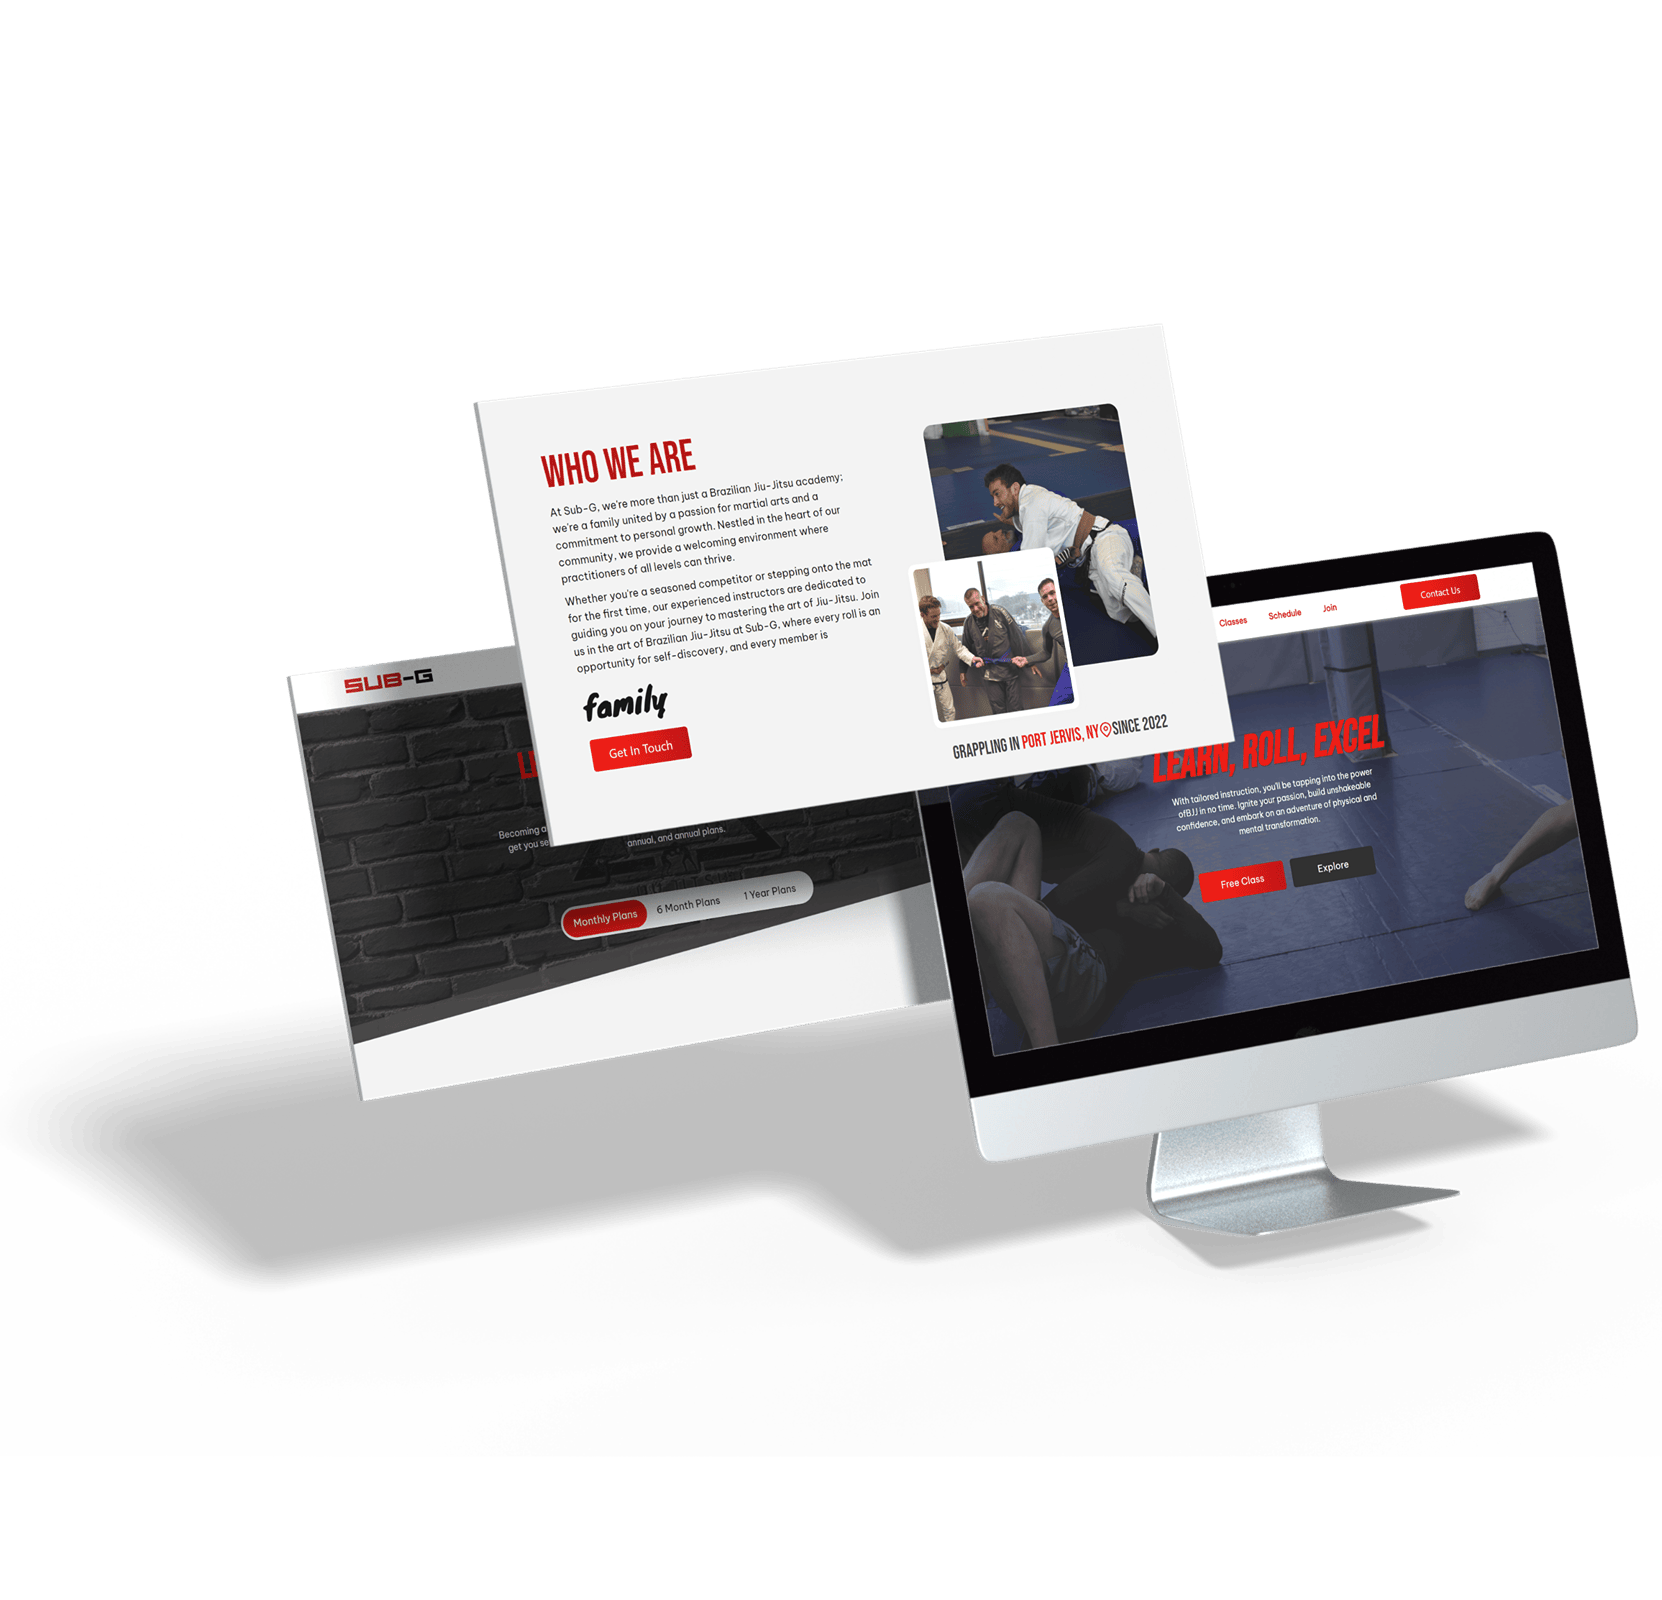 WHO WE ARE
At Sub-G, we're more than just a Brazilian Jiu-Jitsu academy;
we're a family united by a passion for martial arts and a
commitment to personal growth. Nestled in the heart of our
community, we provide a welcoming environment where
practitioners of all levels can thrive.
Whether you're a seasoned competitor or stepping onto the mat
for the first time, our experienced instructors are dedicated to
guiding you on your journey to mastering the art of Jiu-Jitsu. Join
us in the art of Brazilian Jiu-Jitsu at Sub-G, where every roll is an
opportunity for self-discovery, and every member is
family
Get In Touch
GRAPPLING IN PORT JERVIS, NY SINCE 2022
SUB-G
Becoming a
get you se
annual, and annual plans.
Monthly Plans
6 Month Plans
1 Year Plans
Classes
Schedule
Join
Contact Us
LEARN, ROLL, EXCEL
With tailored instruction, you'll be tapping into the power
ofBJJ in no time. Ignite your passion, build unshakeable
confidence, and embark on an adventure of physical and
mental transformation.
Free Class
Explore